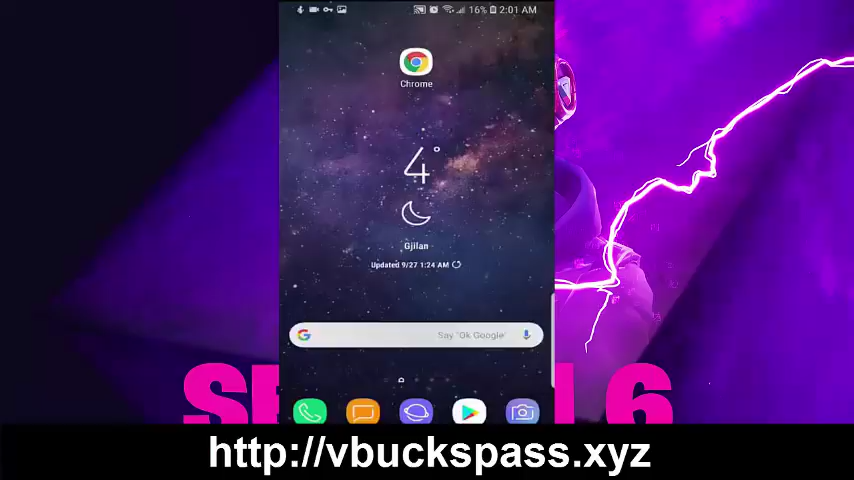 16% 2:01 AM
Chrome
4°
Gjilan
Updated 9/27 1:24 AM
Say "Ok Google"
6
http://vbuckspass.xyz